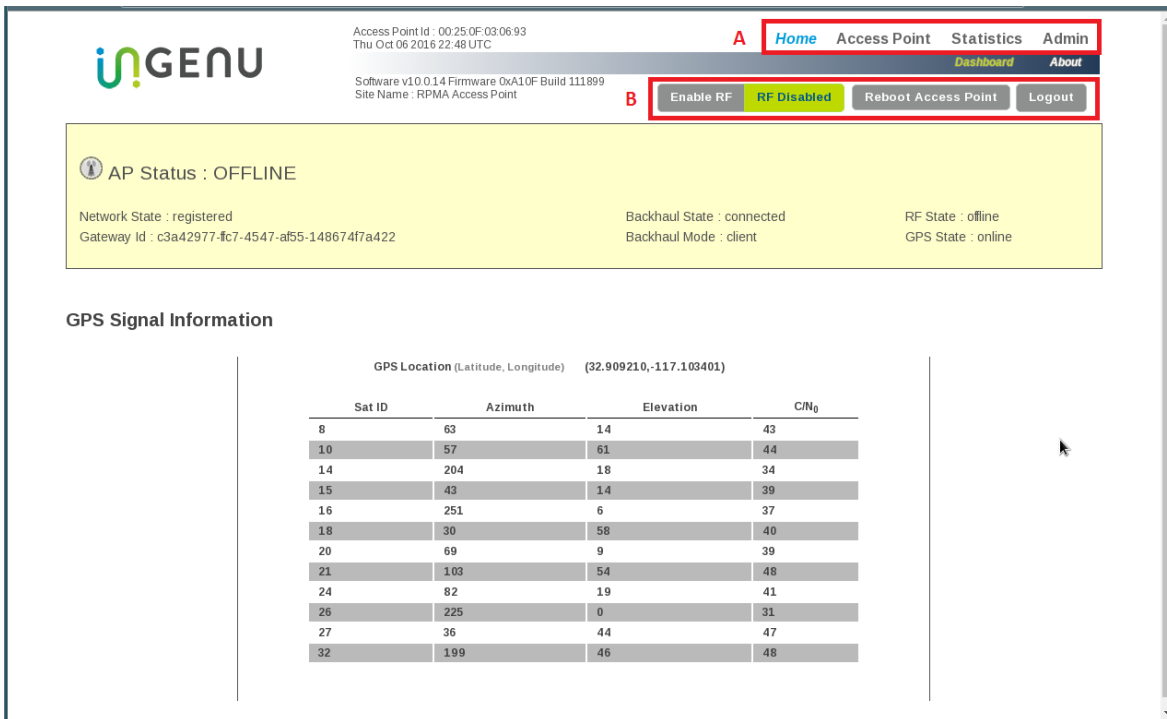 inGENU
Access Point Id : 00:25:0F:03:06:93
Thu Oct 06 2016 22:48 UTC
A
Home Access Point Statistics Admin
Dashboard About
Software v10.0.14 Firmware 0xA10F Build 111899
Site Name : RPMA Access Point
B
Enable RF RF Disabled Reboot Access Point Logout
AP Status : OFFLINE
Network State : registered Backhaul State : connected RF State : offline
Gateway Id : c3a42977-ffc7-4547-af55-148674f7a422 Backhaul Mode : client GPS State : online
GPS Signal Information
GPS Location (Latitude, Longitude) (32.909210,-117.103401)
Sat ID Azimuth Elevation C/N0
8 63 14 43
10 57 61 44
14 204 18 34
15 43 14 39
16 251 6 37
18 30 58 40
20 69 9 39
21 103 54 48
24 82 19 41
26 225 0 31
27 36 44 47
32 199 46 48